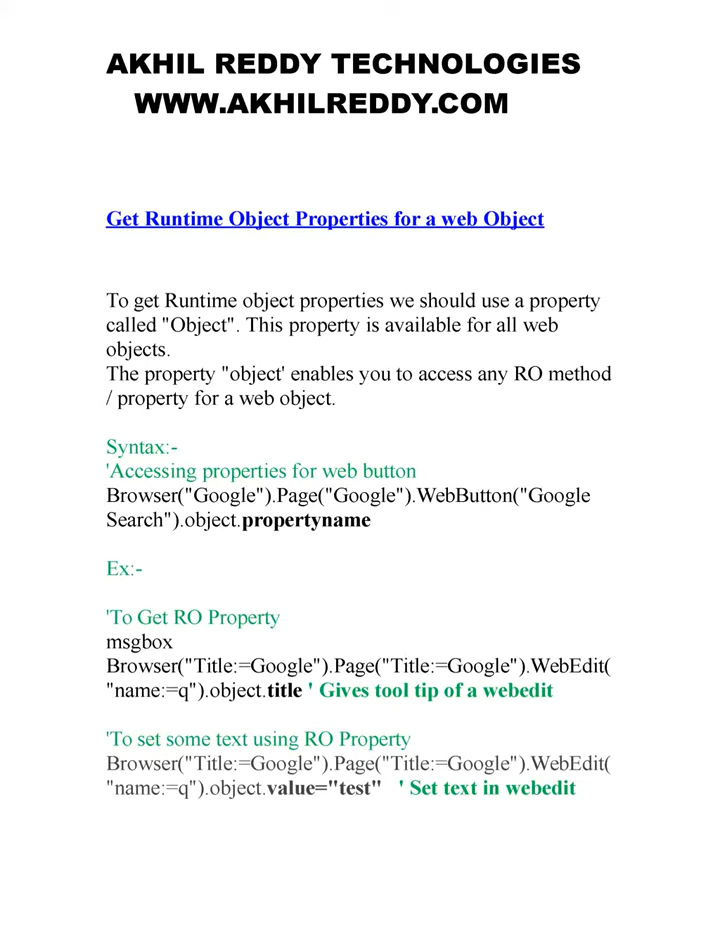 AKHIL REDDY TECHNOLOGIES
WWW.AKHILREDDY.COM
Get Runtime Object Properties for a web Object
To get Runtime object properties we should use a property
called "Object". This property is available for all web
objects.
The property "object' enables you to access any RO method
/ property for a web object.
Syntax:-
'Accessing properties for web button
Browser("Google").Page("Google").WebButton("Google
Search").object.propertyname
Ex:-
'To Get RO Property
msgbox
Browser("Title:=Google").Page("Title:=Google").WebEdit(
"name:=q").object.title ' Gives tool tip of a webedit
'To set some text using RO Property
Browser("Title:=Google").Page("Title:=Google").WebEdit(
"name:=q").object.value="test" ' Set text in webedit